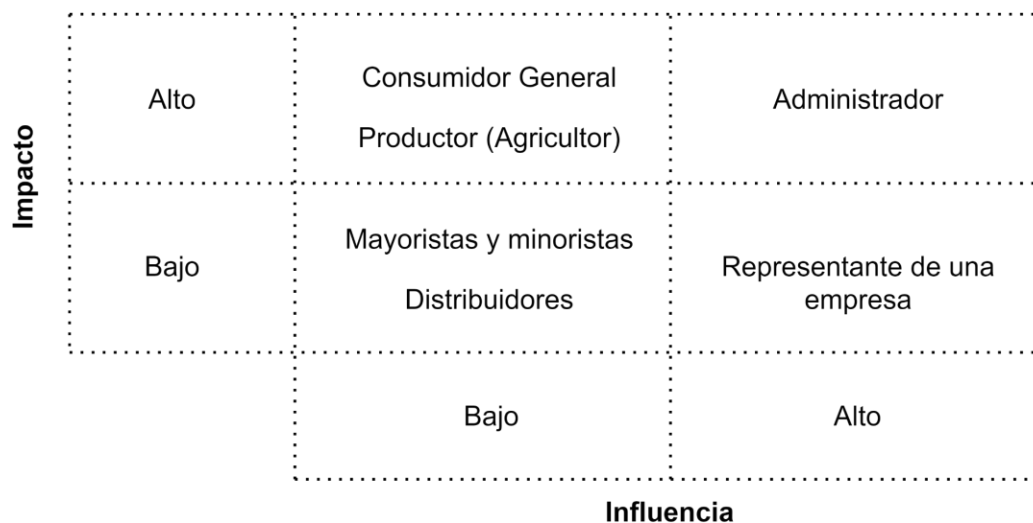 Impacto
Alto
Consumidor General
Productor (Agricultor)
Administrador
Bajo
Mayoristas y minoristas
Distribuidores
Representante de una
empresa
Bajo
Alto
Influencia